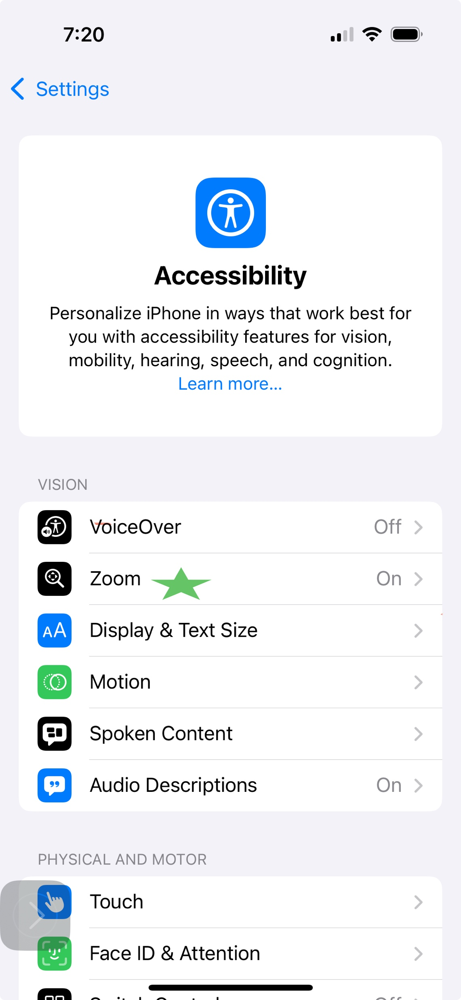 7:20
Settings
Accessibility
Personalize iPhone in ways that work best for
you with accessibility features for vision,
mobility, hearing, speech, and cognition.
Learn more...
VISION
VoiceOver Off
Zoom On
AA Display & Text Size
Motion
Spoken Content
Audio Descriptions On
PHYSICAL AND MOTOR
Touch
Face ID & Attention